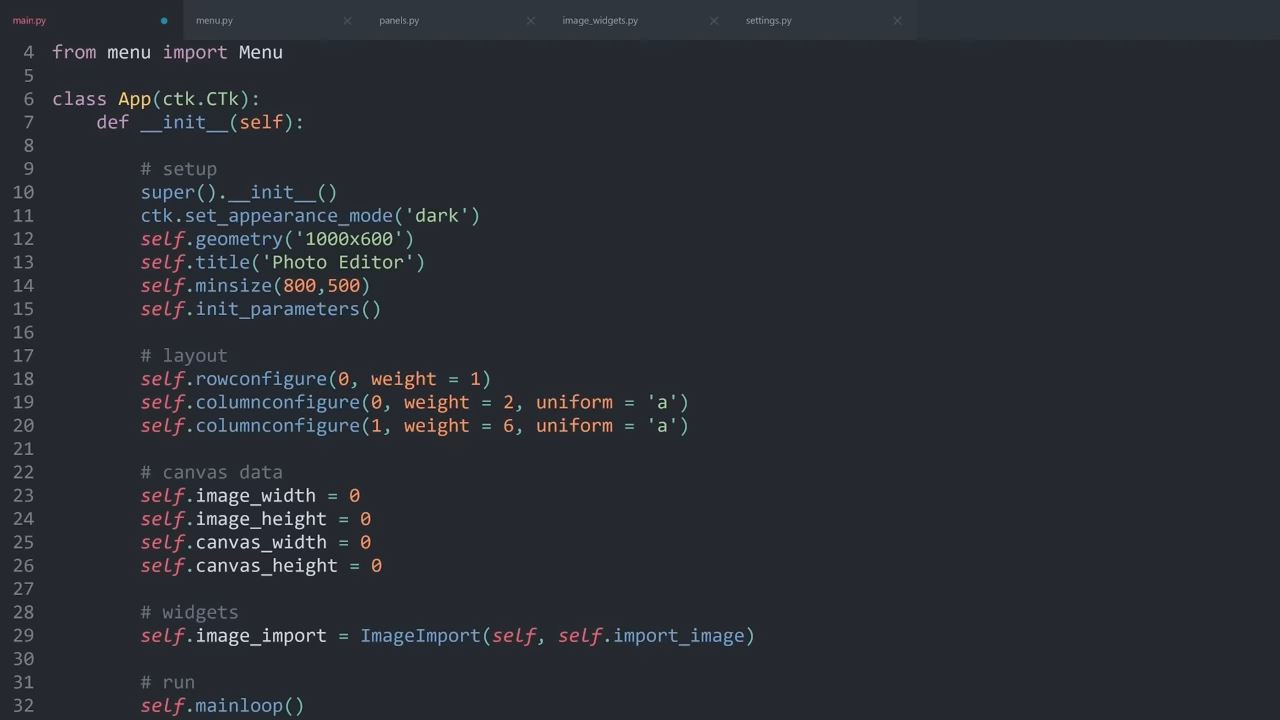 main.py menu.py panels.py image_widgets.py settings.py
4 from menu import Menu
5
6 class App(ctk.CTk):
7     def __init__(self):
8
9         # setup
10         super().__init__()
11         ctk.set_appearance_mode('dark')
12         self.geometry('1000x600')
13         self.title('Photo Editor')
14         self.minsize(800,500)
15         self.init_parameters()
16
17         # layout
18         self.rowconfigure(0, weight = 1)
19         self.columnconfigure(0, weight = 2, uniform = 'a')
20         self.columnconfigure(1, weight = 6, uniform = 'a')
21
22         # canvas data
23         self.image_width = 0
24         self.image_height = 0
25         self.canvas_width = 0
26         self.canvas_height = 0
27
28         # widgets
29         self.image_import = ImageImport(self, self.import_image)
30
31         # run
32         self.mainloop()